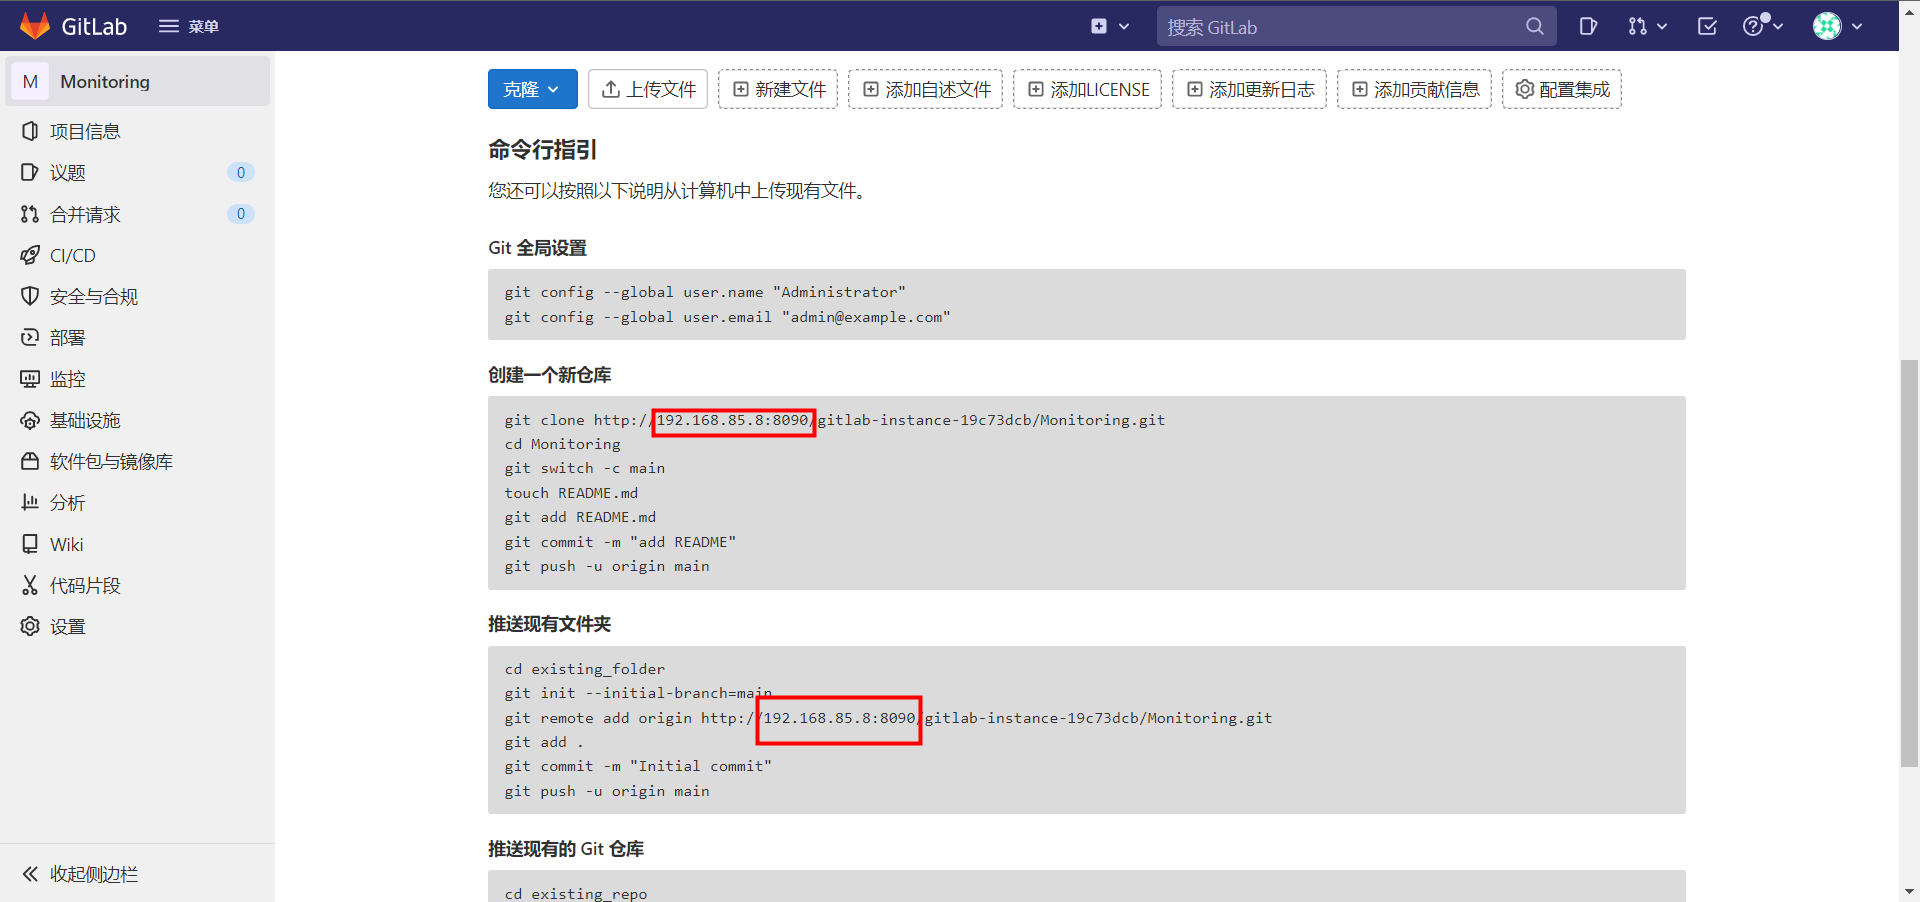 GitLab
菜单
搜索 GitLab
M
Monitoring
项目信息
议题
0
合并请求
0
CI/CD
安全与合规
部署
监控
基础设施
软件包与镜像库
分析
Wiki
代码片段
设置
收起侧边栏
克隆
上传文件
新建文件
添加自述文件
添加LICENSE
添加更新日志
添加贡献信息
配置集成
命令行指引
您还可以按照以下说明从计算机中上传现有文件。
Git 全局设置
git config --global user.name "Administrator"
git config --global user.email "admin@example.com"
创建一个新仓库
git clone http://192.168.85.8:8090/gitlab-instance-19c73dcb/Monitoring.git
cd Monitoring
git switch -c main
touch README.md
git add README.md
git commit -m "add README"
git push -u origin main
推送现有文件夹
cd existing_folder
git init --initial-branch=main
git remote add origin http://192.168.85.8:8090/gitlab-instance-19c73dcb/Monitoring.git
git add .
git commit -m "Initial commit"
git push -u origin main
推送现有的 Git 仓库
cd existing_repo